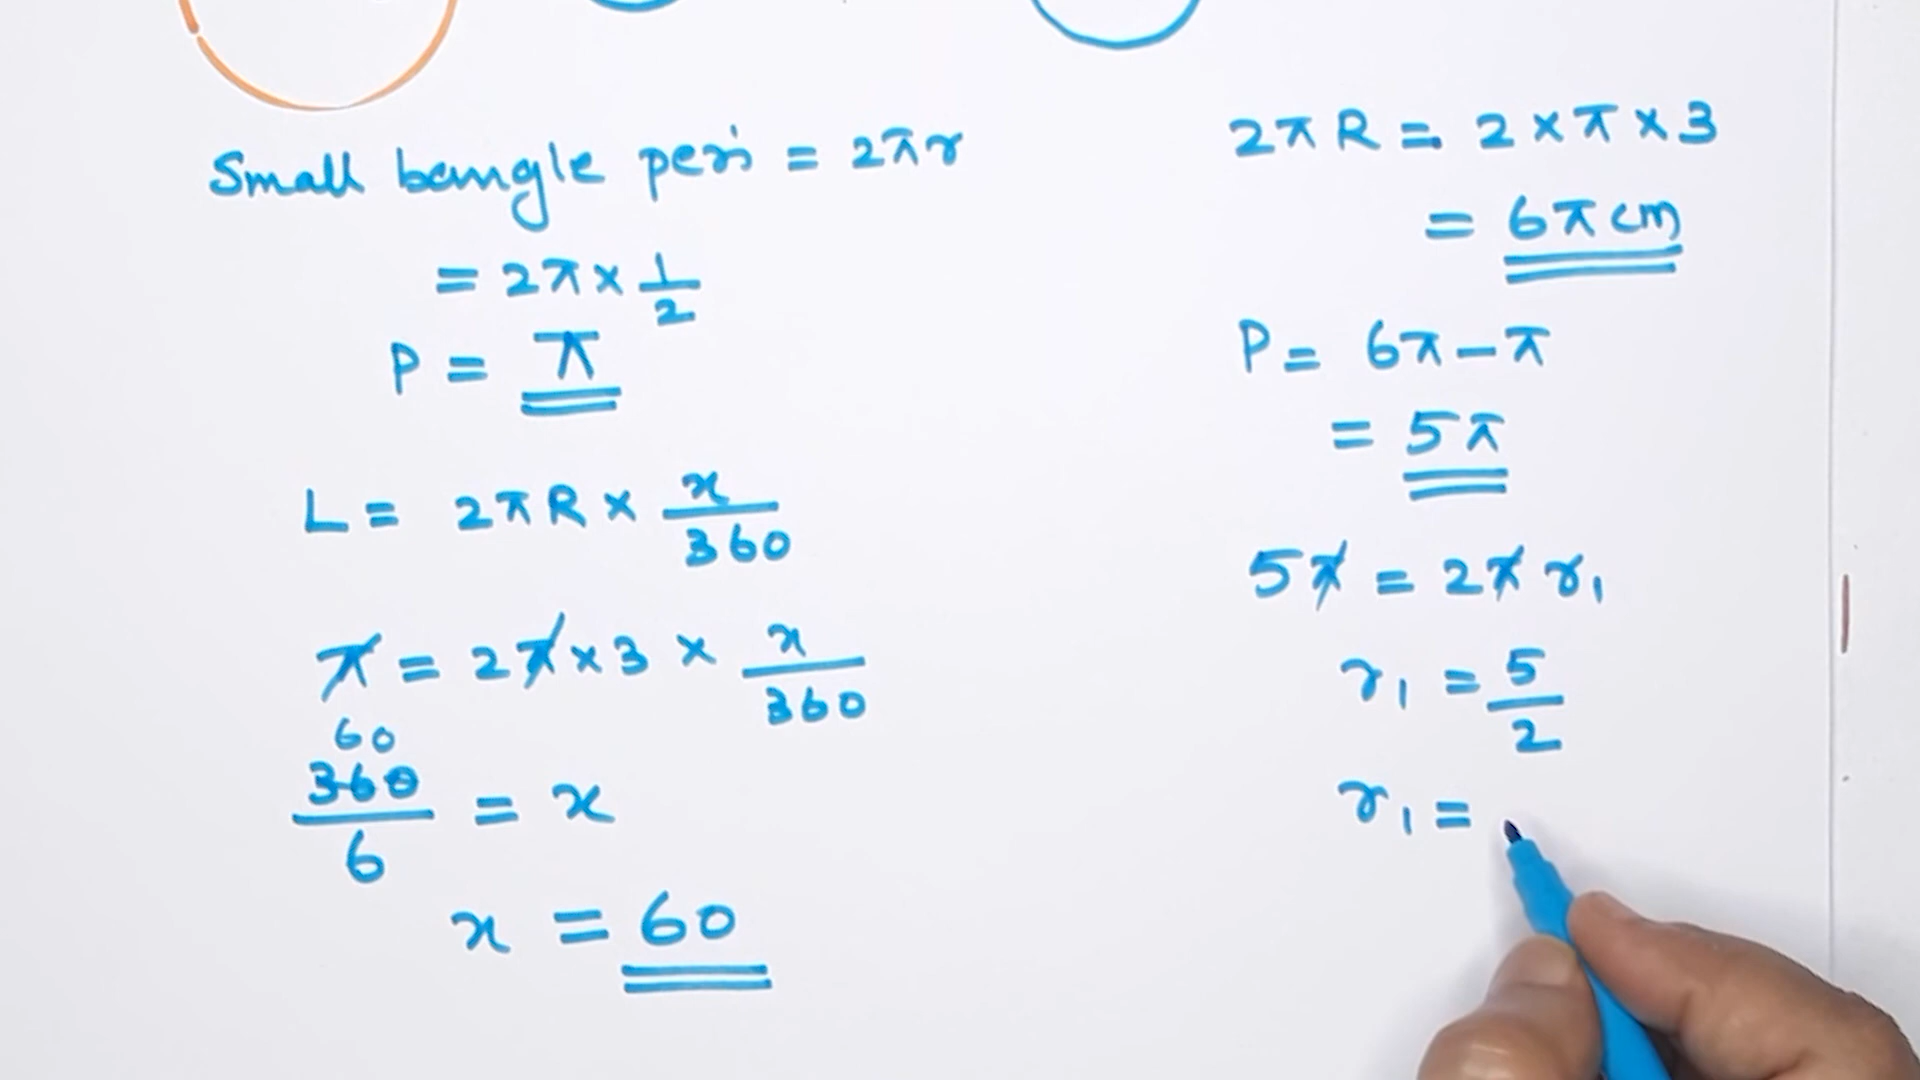 Small bangle peri = 2πr
= 2π × 1/2
P = π
L = 2πR × x/360
π = 2π × 3 × x/360
60
360/6 = x
x = 60
2πR = 2 × π × 3
= 6π cm
P = 6π − π
= 5π
5π = 2π r₁
r₁ = 5/2
r₁ =